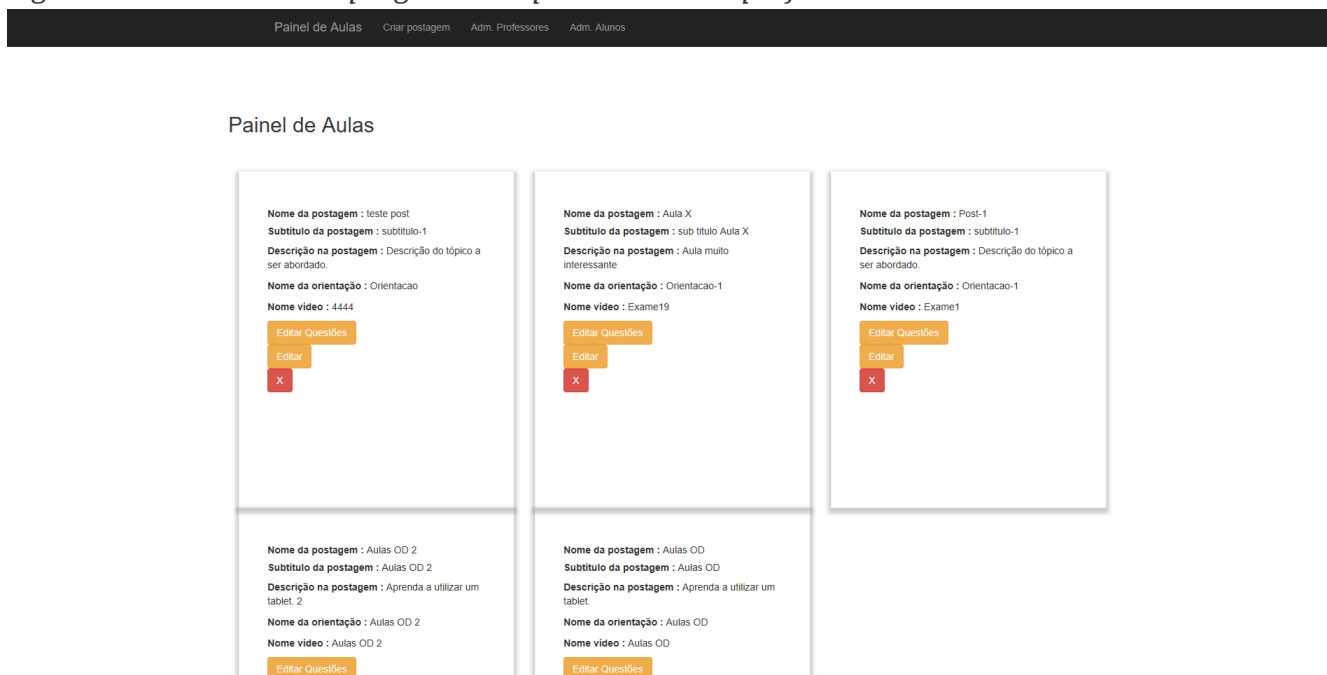 Painel de Aulas Criar postagem Adm. Professores Adm. Alunos
Painel de Aulas
Nome da postagem : teste post
Subtitulo da postagem : subtitulo-1
Descrição na postagem : Descrição do tópico a
ser abordado.
Nome da orientação : Orientacao
Nome video : 4444
Editar Questões
Editar
X
Nome da postagem : Aula X
Subtitulo da postagem : sub titulo Aula X
Descrição na postagem : Aula muito
interessante
Nome da orientação : Orientacao-1
Nome video : Exame19
Editar Questões
Editar
X
Nome da postagem : Post-1
Subtitulo da postagem : subtitulo-1
Descrição na postagem : Descrição do tópico a
ser abordado.
Nome da orientação : Orientacao-1
Nome video : Exame1
Editar Questões
Editar
X
Nome da postagem : Aulas OD 2
Subtitulo da postagem : Aulas OD 2
Descrição na postagem : Aprenda a utilizar um
tablet. 2
Nome da orientação : Aulas OD 2
Nome video : Aulas OD 2
Editar Questões
Nome da postagem : Aulas OD
Subtitulo da postagem : Aulas OD
Descrição na postagem : Aprenda a utilizar um
tablet.
Nome da orientação : Aulas OD
Nome video : Aulas OD
Editar Questões